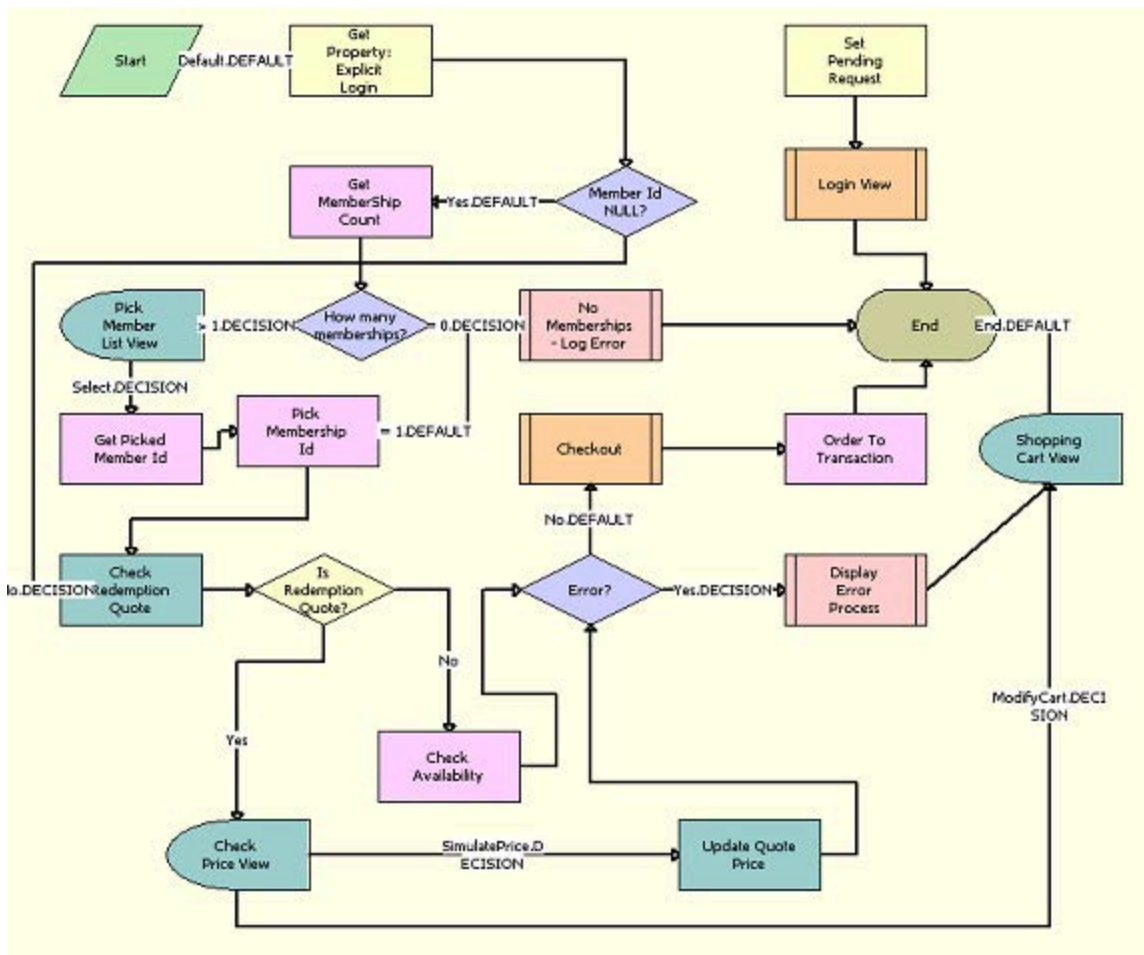 Start
Default.DEFAULT
Get
Property:
Explicit
Login
Set
Pending
Request
Login View
Get
MemberShip
Count
Yes.DEFAULT
Member Id
NULL?
Pick
Member
List View
> 1.DECISION
How many
memberships?
= 0.DECISION
No
Memberships
- Log Error
End
End.DEFAULT
Select.DECISION
Get Picked
Member Id
Pick
Membership
Id
= 1.DEFAULT
Checkout
Order To
Transaction
Shopping
Cart View
No.DEFAULT
o.DECISION
Check
Redemption
Quote
Is
Redemption
Quote?
Error?
Yes.DECISION
Display
Error
Process
No
ModifyCart.DECI
SION
Yes
Check
Availability
Check
Price View
SimulatePrice.D
ECISION
Update Quote
Price